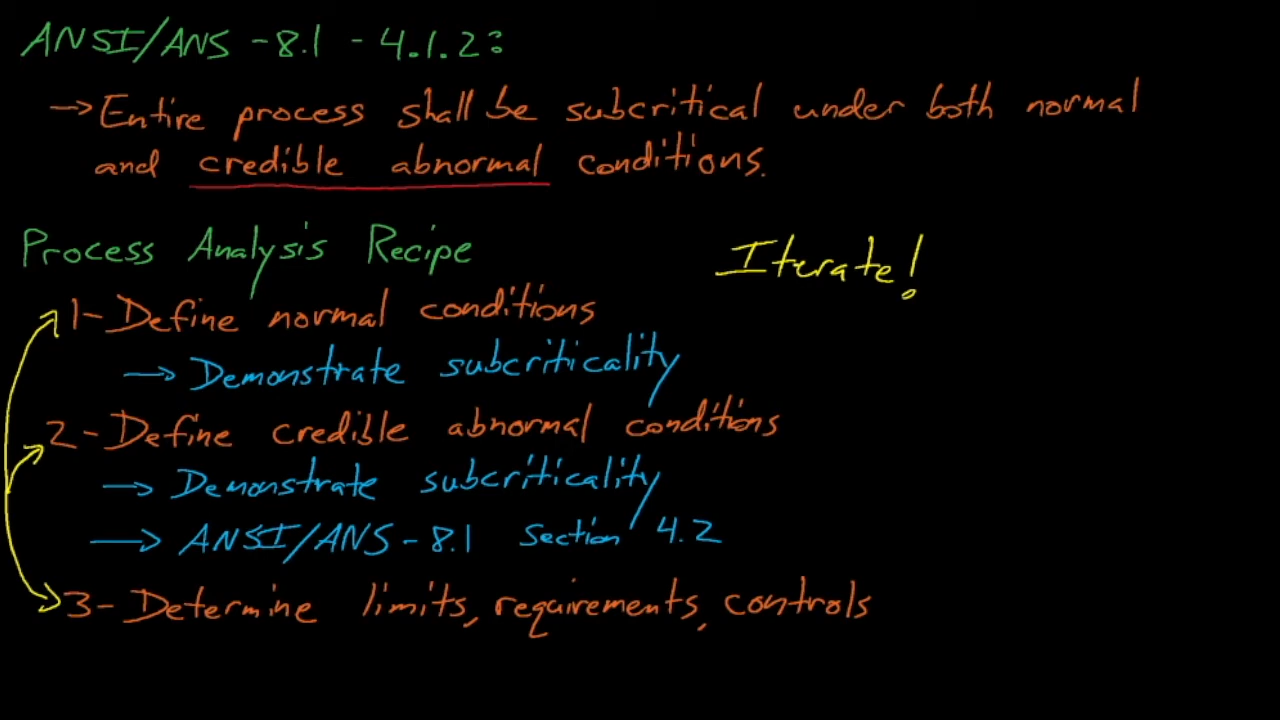 ANSI/ANS -8.1 - 4.1.2:
→ Entire process shall be subcritical under both normal
and credible abnormal conditions.
Process Analysis Recipe
Iterate!
1- Define normal conditions
→ Demonstrate subcriticality
2- Define credible abnormal conditions
→ Demonstrate subcriticality
→ ANSI/ANS - 8.1 Section 4.2
3- Determine limits, requirements, controls